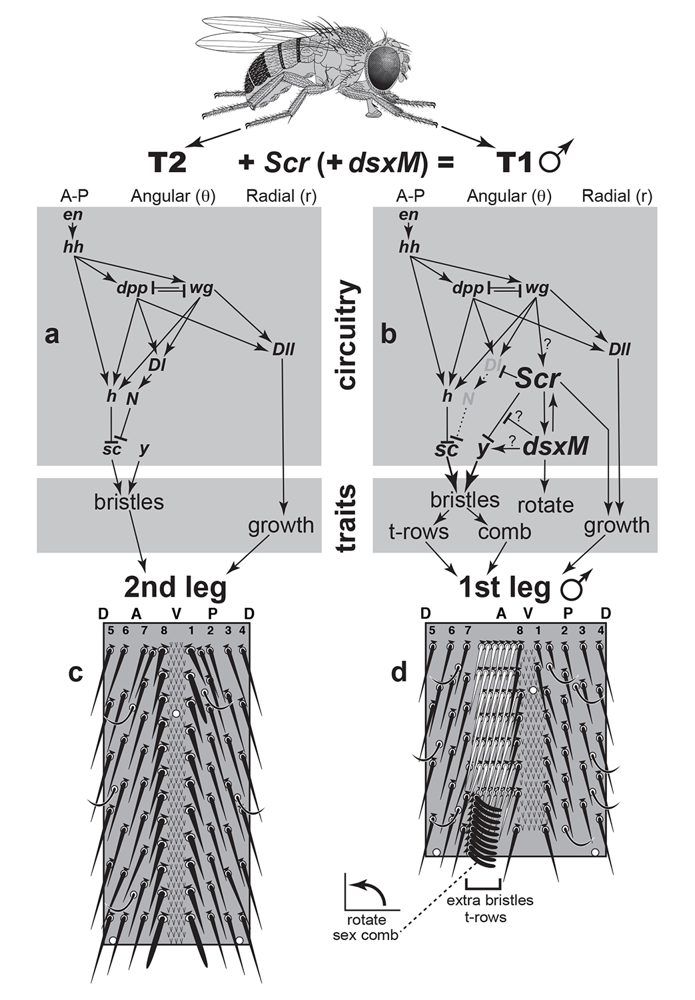 T2 + Scr (+ dsxM) = T1♂
A-P Angular (θ) Radial (r)
A-P Angular (θ) Radial (r)
en
hh
dpp wg
a
Dll
Dl
h N
sc y
bristles
growth
2nd leg
circuitry
traits
en
hh
dpp wg
b
?
Dll
Dl
Scr
h N
?
?
sc y dsxM
bristles
rotate
t-rows comb growth
1st leg ♂
D A V P D
5 6 7 8 1 2 3 4
c
D A V P D
5 6 7 8 1 2 3 4
d
rotate
sex comb
extra bristles
t-rows